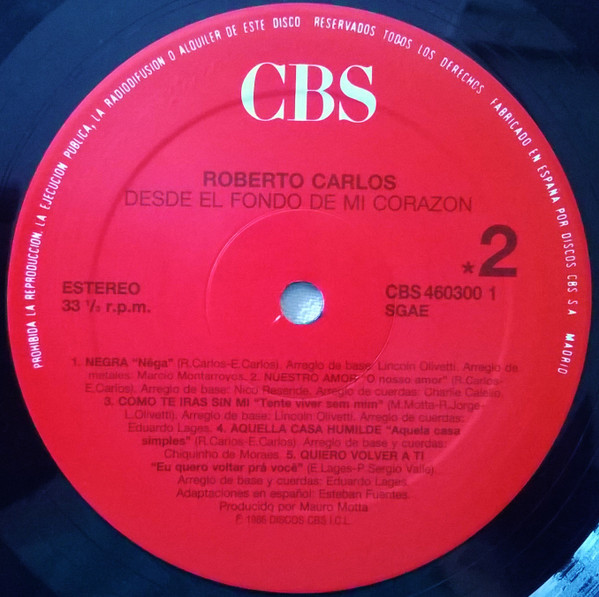 PROHIBIDA LA REPRODUCCION, LA EJECUCION PUBLICA, LA RADIODIFUSION O ALQUILER DE ESTE DISCO RESERVADOS TODOS LOS DERECHOS. FABRICADO EN ESPAÑA POR DISCOS CBS S.A. MADRID
CBS
ROBERTO CARLOS
DESDE EL FONDO DE MI CORAZON
*2
ESTEREO
33 1/3 r.p.m.
CBS 460300 1
SGAE
1. NEGRA "Nêga" (R.Carlos-E.Carlos). Arreglo de base: Lincoln Olivetti. Arreglo de
metales: Marcio Montarroyos. 2. NUESTRO AMOR "O nosso amor" (R.Carlos-
E.Carlos). Arreglo de base: Nico Resende. Arreglo de cuerdas: Charlie Calello.
3. COMO TE IRAS SIN MI "Tente viver sem mim" (M.Motta-R.Jorge-
L.Olivetti). Arreglo de base: Lincoln Olivetti. Arreglo de cuerdas:
Eduardo Lages. 4. AQUELLA CASA HUMILDE "Aquela casa
simples" (R.Carlos-E.Carlos). Arreglo de base y cuerdas:
Chiquinho de Moraes. 5. QUIERO VOLVER A TI
"Eu quero voltar prá você" (E.Lages-P.Sergio Valle).
Arreglo de base y cuerdas: Eduardo Lages.
Adaptaciones en español: Esteban Fuentes.
Producido por Mauro Motta
℗ 1986 DISCOS CBS I.C.L.